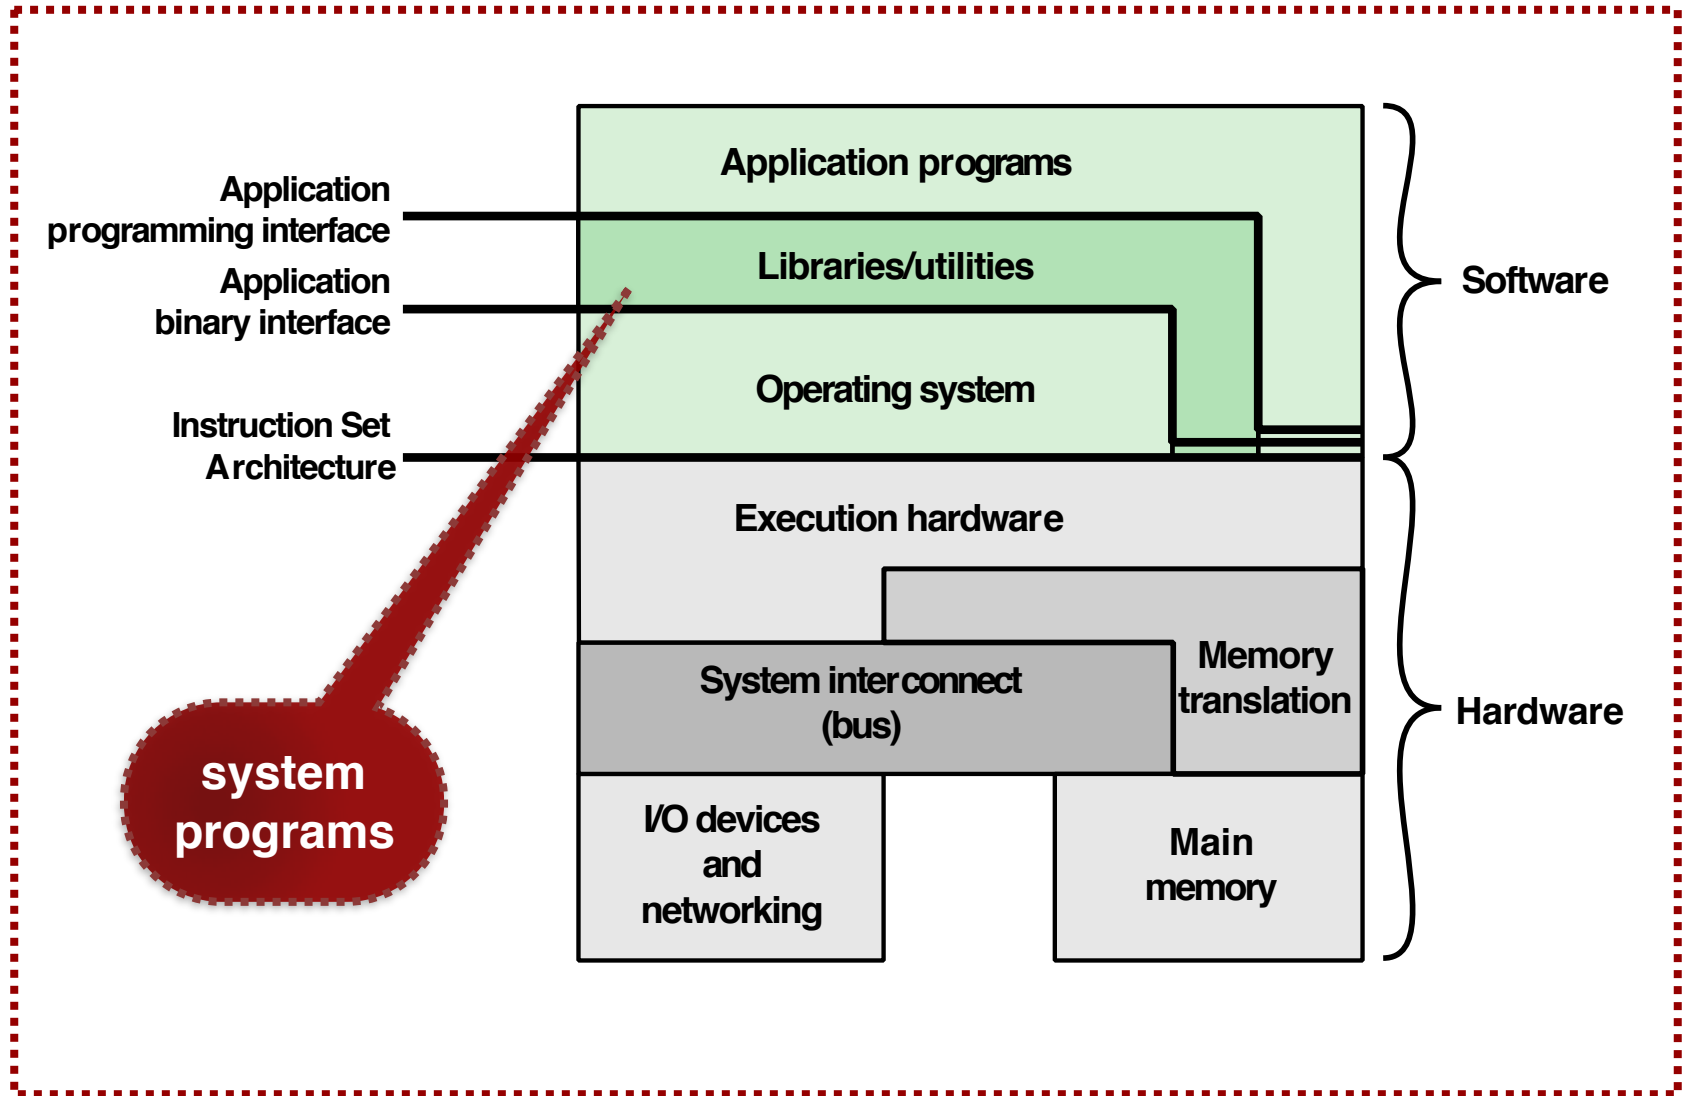 Application programs
Application
programming interface
Libraries/utilities
Application
binary interface
Software
Operating system
Instruction Set
Architecture
Execution hardware
Memory
translation
System interconnect
(bus)
Hardware
system
programs
I/O devices
and
networking
Main
memory